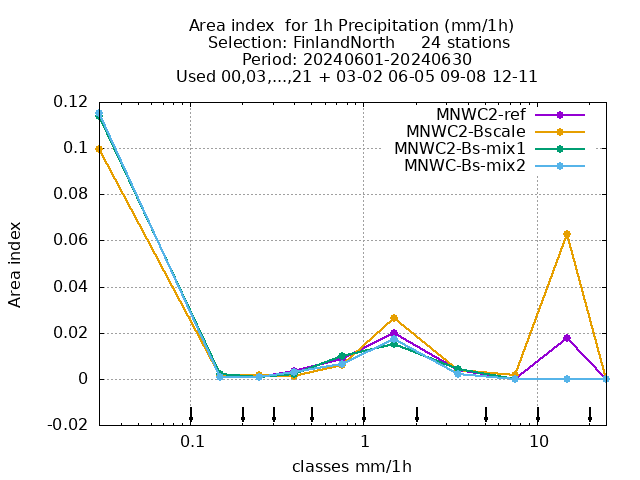 Area index  for 1h Precipitation (mm/1h)
Selection: FinlandNorth     24 stations
Period: 20240601-20240630
Used 00,03,...,21 + 03-02 06-05 09-08 12-11
MNWC2-ref
MNWC2-Bscale
MNWC2-Bs-mix1
MNWC-Bs-mix2
0.12
0.1
0.08
0.06
0.04
0.02
0
-0.02
Area index
0.1
1
10
classes mm/1h